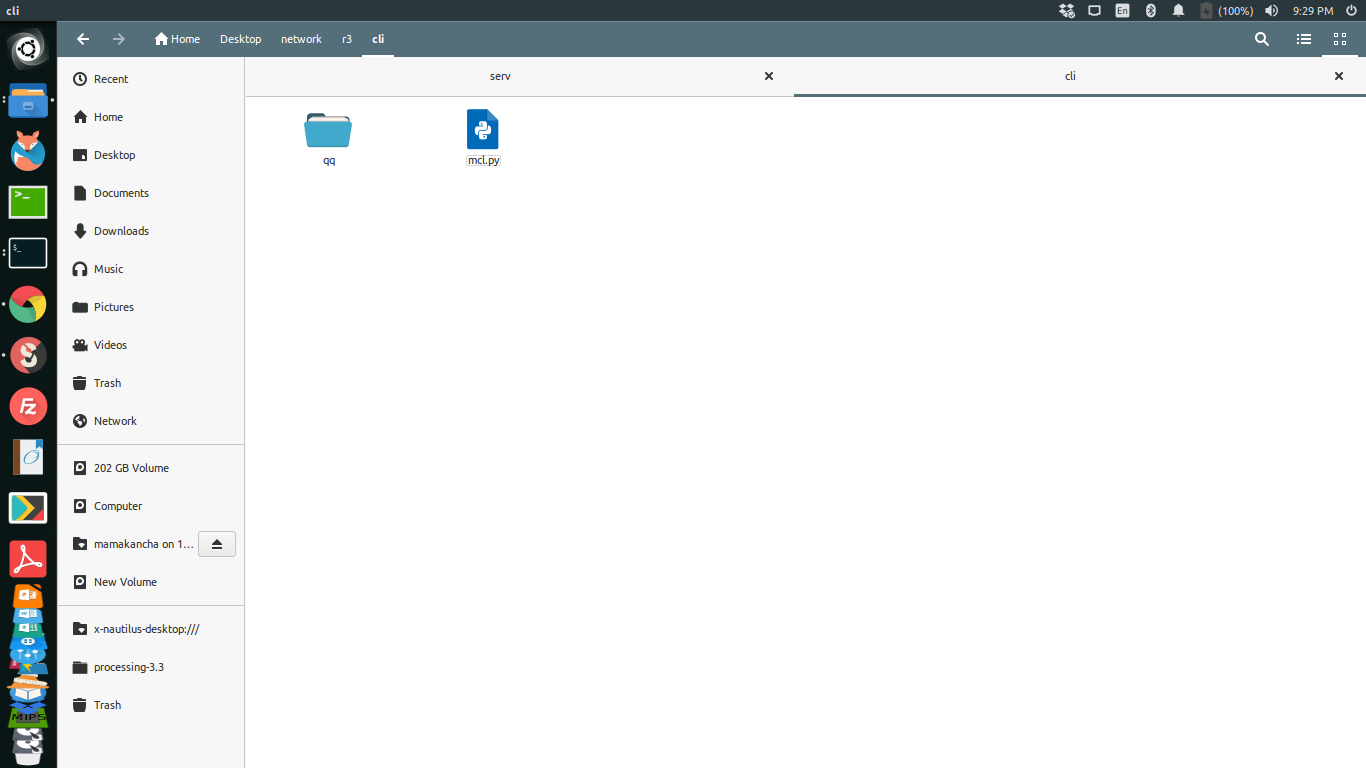 cli
En
(100%)
9:29 PM
Home
Desktop
network
r3
cli
serv
cli
Recent
Home
Desktop
Documents
Downloads
Music
Pictures
Videos
Trash
Network
202 GB Volume
Computer
mamakancha on 1...
New Volume
x-nautilus-desktop:///
processing-3.3
Trash
qq
mcl.py
>_
$_
S
Fz
MIPS